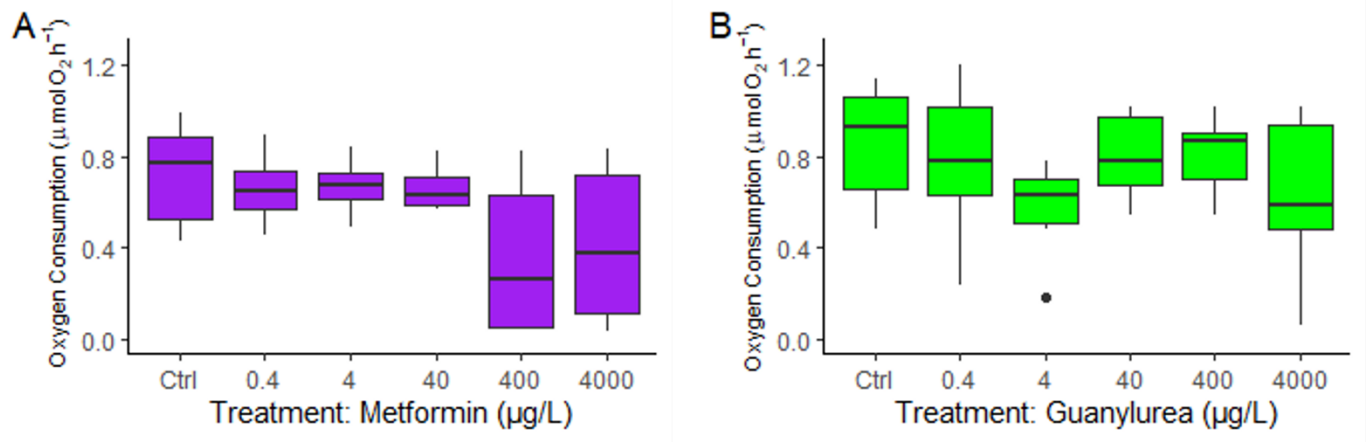 A
Oxygen Consumption (μmol O₂ h⁻¹)
1.2
0.8
0.4
0.0
Ctrl 0.4 4 40 400 4000
Treatment: Metformin (μg/L)
B
Oxygen Consumption (μmol O₂ h⁻¹)
1.2
0.8
0.4
0.0
Ctrl 0.4 4 40 400 4000
Treatment: Guanylurea (μg/L)